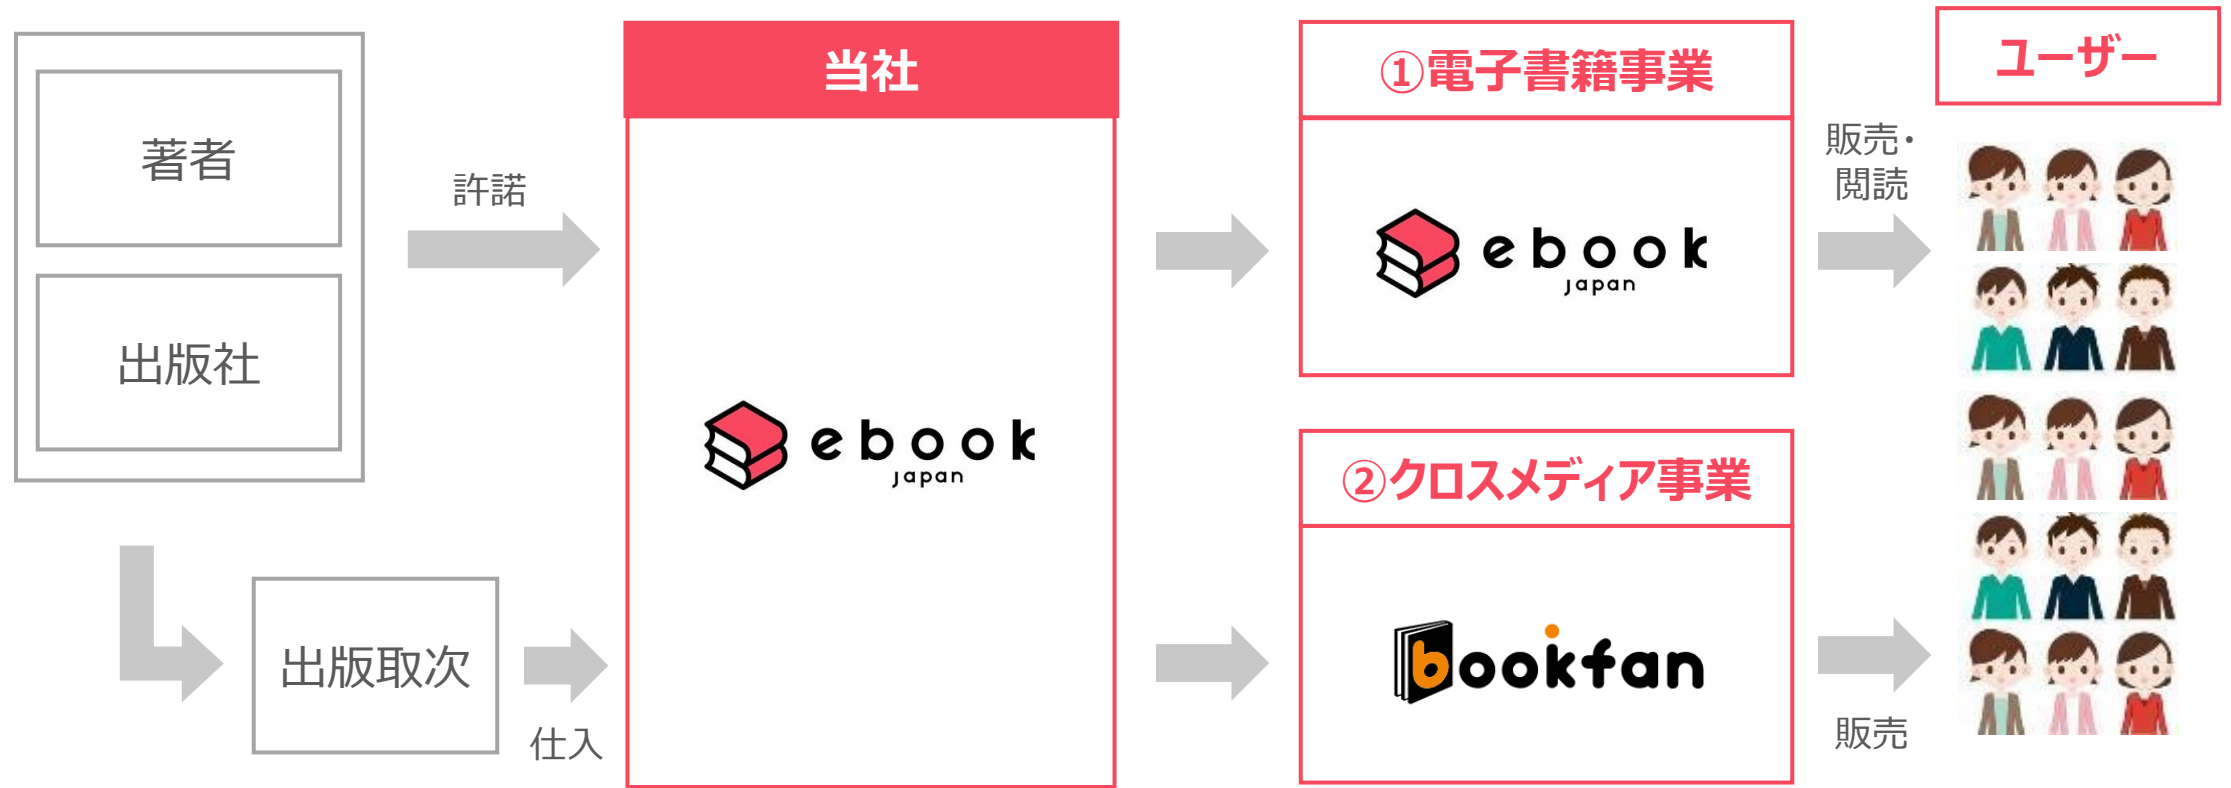 著者
出版社
許諾
出版取次
仕入
当社
ebook
japan
①電子書籍事業
ebook
japan
販売・
閲読
②クロスメディア事業
bookfan
販売
ユーザー